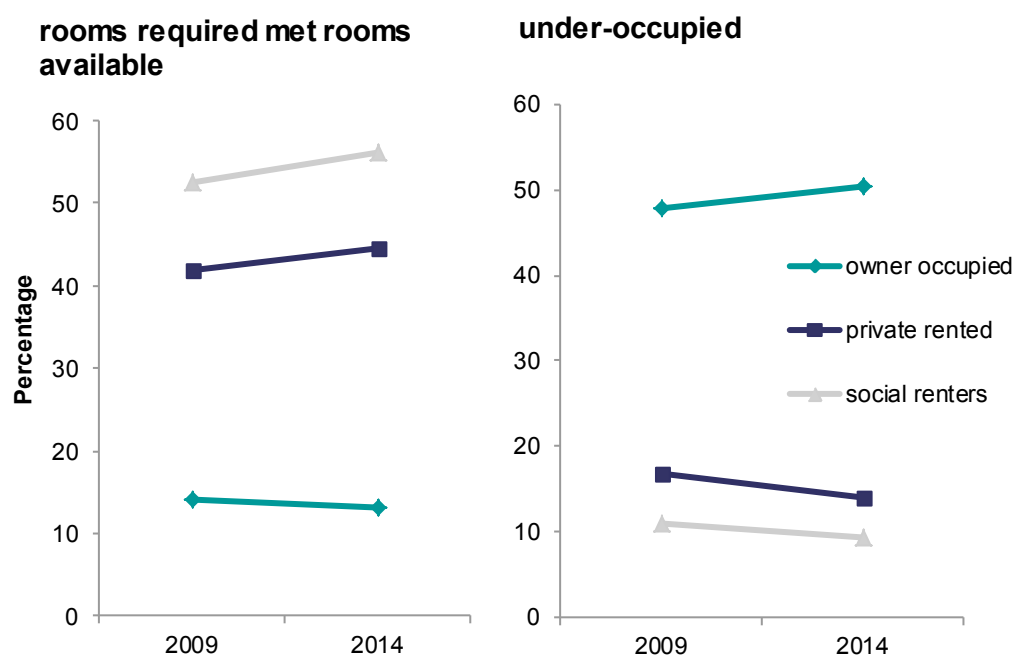 rooms required met rooms
available
Percentage
60
50
40
30
20
10
0
2009
2014
under-occupied
60
50
40
30
20
10
0
2009
2014
owner occupied
private rented
social renters